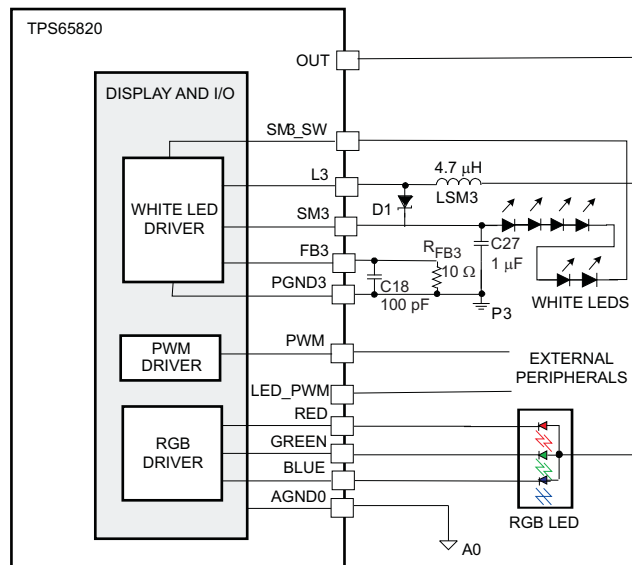 TPS65820
OUT
DISPLAY AND I/O
SM3_SW
4.7 μH
L3
LSM3
D1
WHITE LED
DRIVER
SM3
C27
1 μF
FB3
RFB3
10 Ω
C18
100 pF
PGND3
P3
WHITE LEDS
PWM
DRIVER
PWM
EXTERNAL
PERIPHERALS
LED_PWM
RED
RGB
DRIVER
GREEN
BLUE
AGND0
A0
RGB LED